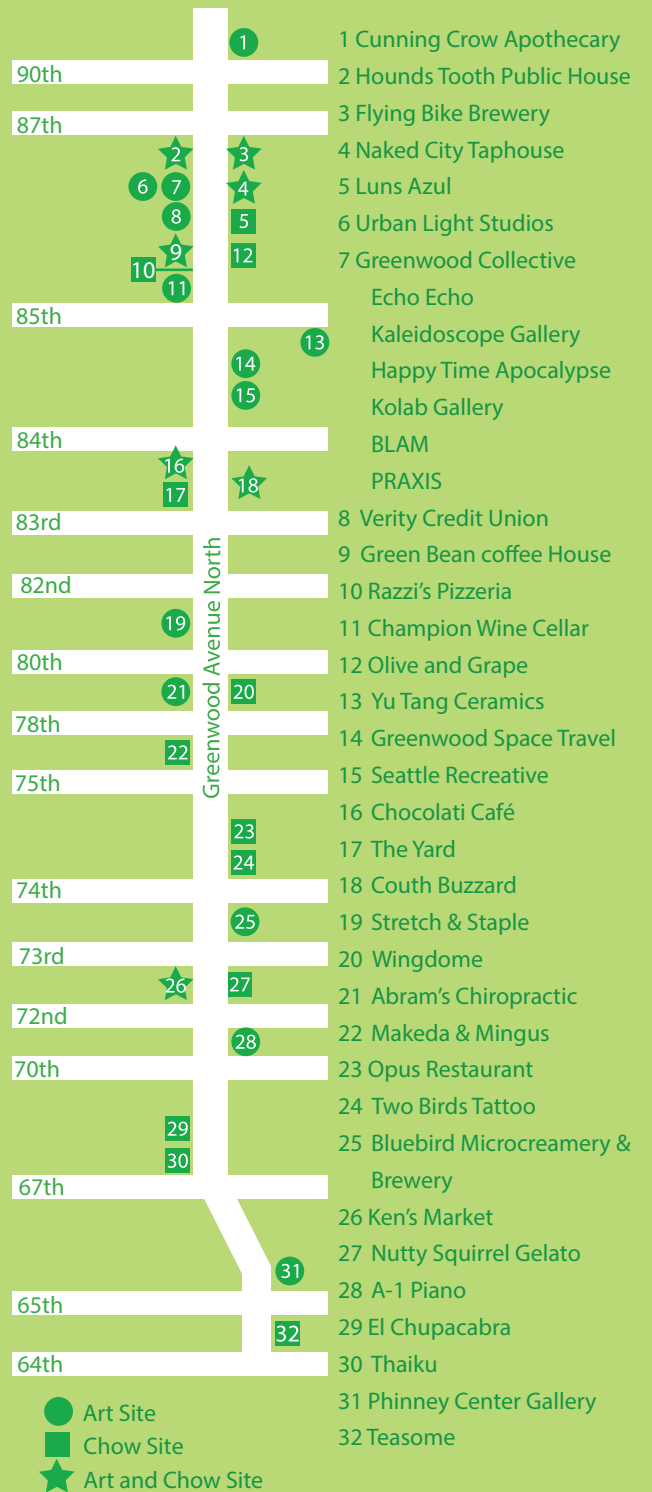 1
90th
87th
2
3
6
7
4
8
5
9
12
10
11
85th
13
14
15
84th
16
17
18
83rd
Greenwood Avenue North
82nd
19
80th
21
20
78th
22
75th
23
24
74th
25
73rd
26
27
72nd
28
70th
29
30
67th
31
65th
32
64th
Art Site
Chow Site
Art and Chow Site
1 Cunning Crow Apothecary
2 Hounds Tooth Public House
3 Flying Bike Brewery
4 Naked City Taphouse
5 Luns Azul
6 Urban Light Studios
7 Greenwood Collective
Echo Echo
Kaleidoscope Gallery
Happy Time Apocalypse
Kolab Gallery
BLAM
PRAXIS
8 Verity Credit Union
9 Green Bean coffee House
10 Razzi's Pizzeria
11 Champion Wine Cellar
12 Olive and Grape
13 Yu Tang Ceramics
14 Greenwood Space Travel
15 Seattle Recreative
16 Chocolati Café
17 The Yard
18 Couth Buzzard
19 Stretch & Staple
20 Wingdome
21 Abram's Chiropractic
22 Makeda & Mingus
23 Opus Restaurant
24 Two Birds Tattoo
25 Bluebird Microcreamery &
Brewery
26 Ken's Market
27 Nutty Squirrel Gelato
28 A-1 Piano
29 El Chupacabra
30 Thaiku
31 Phinney Center Gallery
32 Teasome